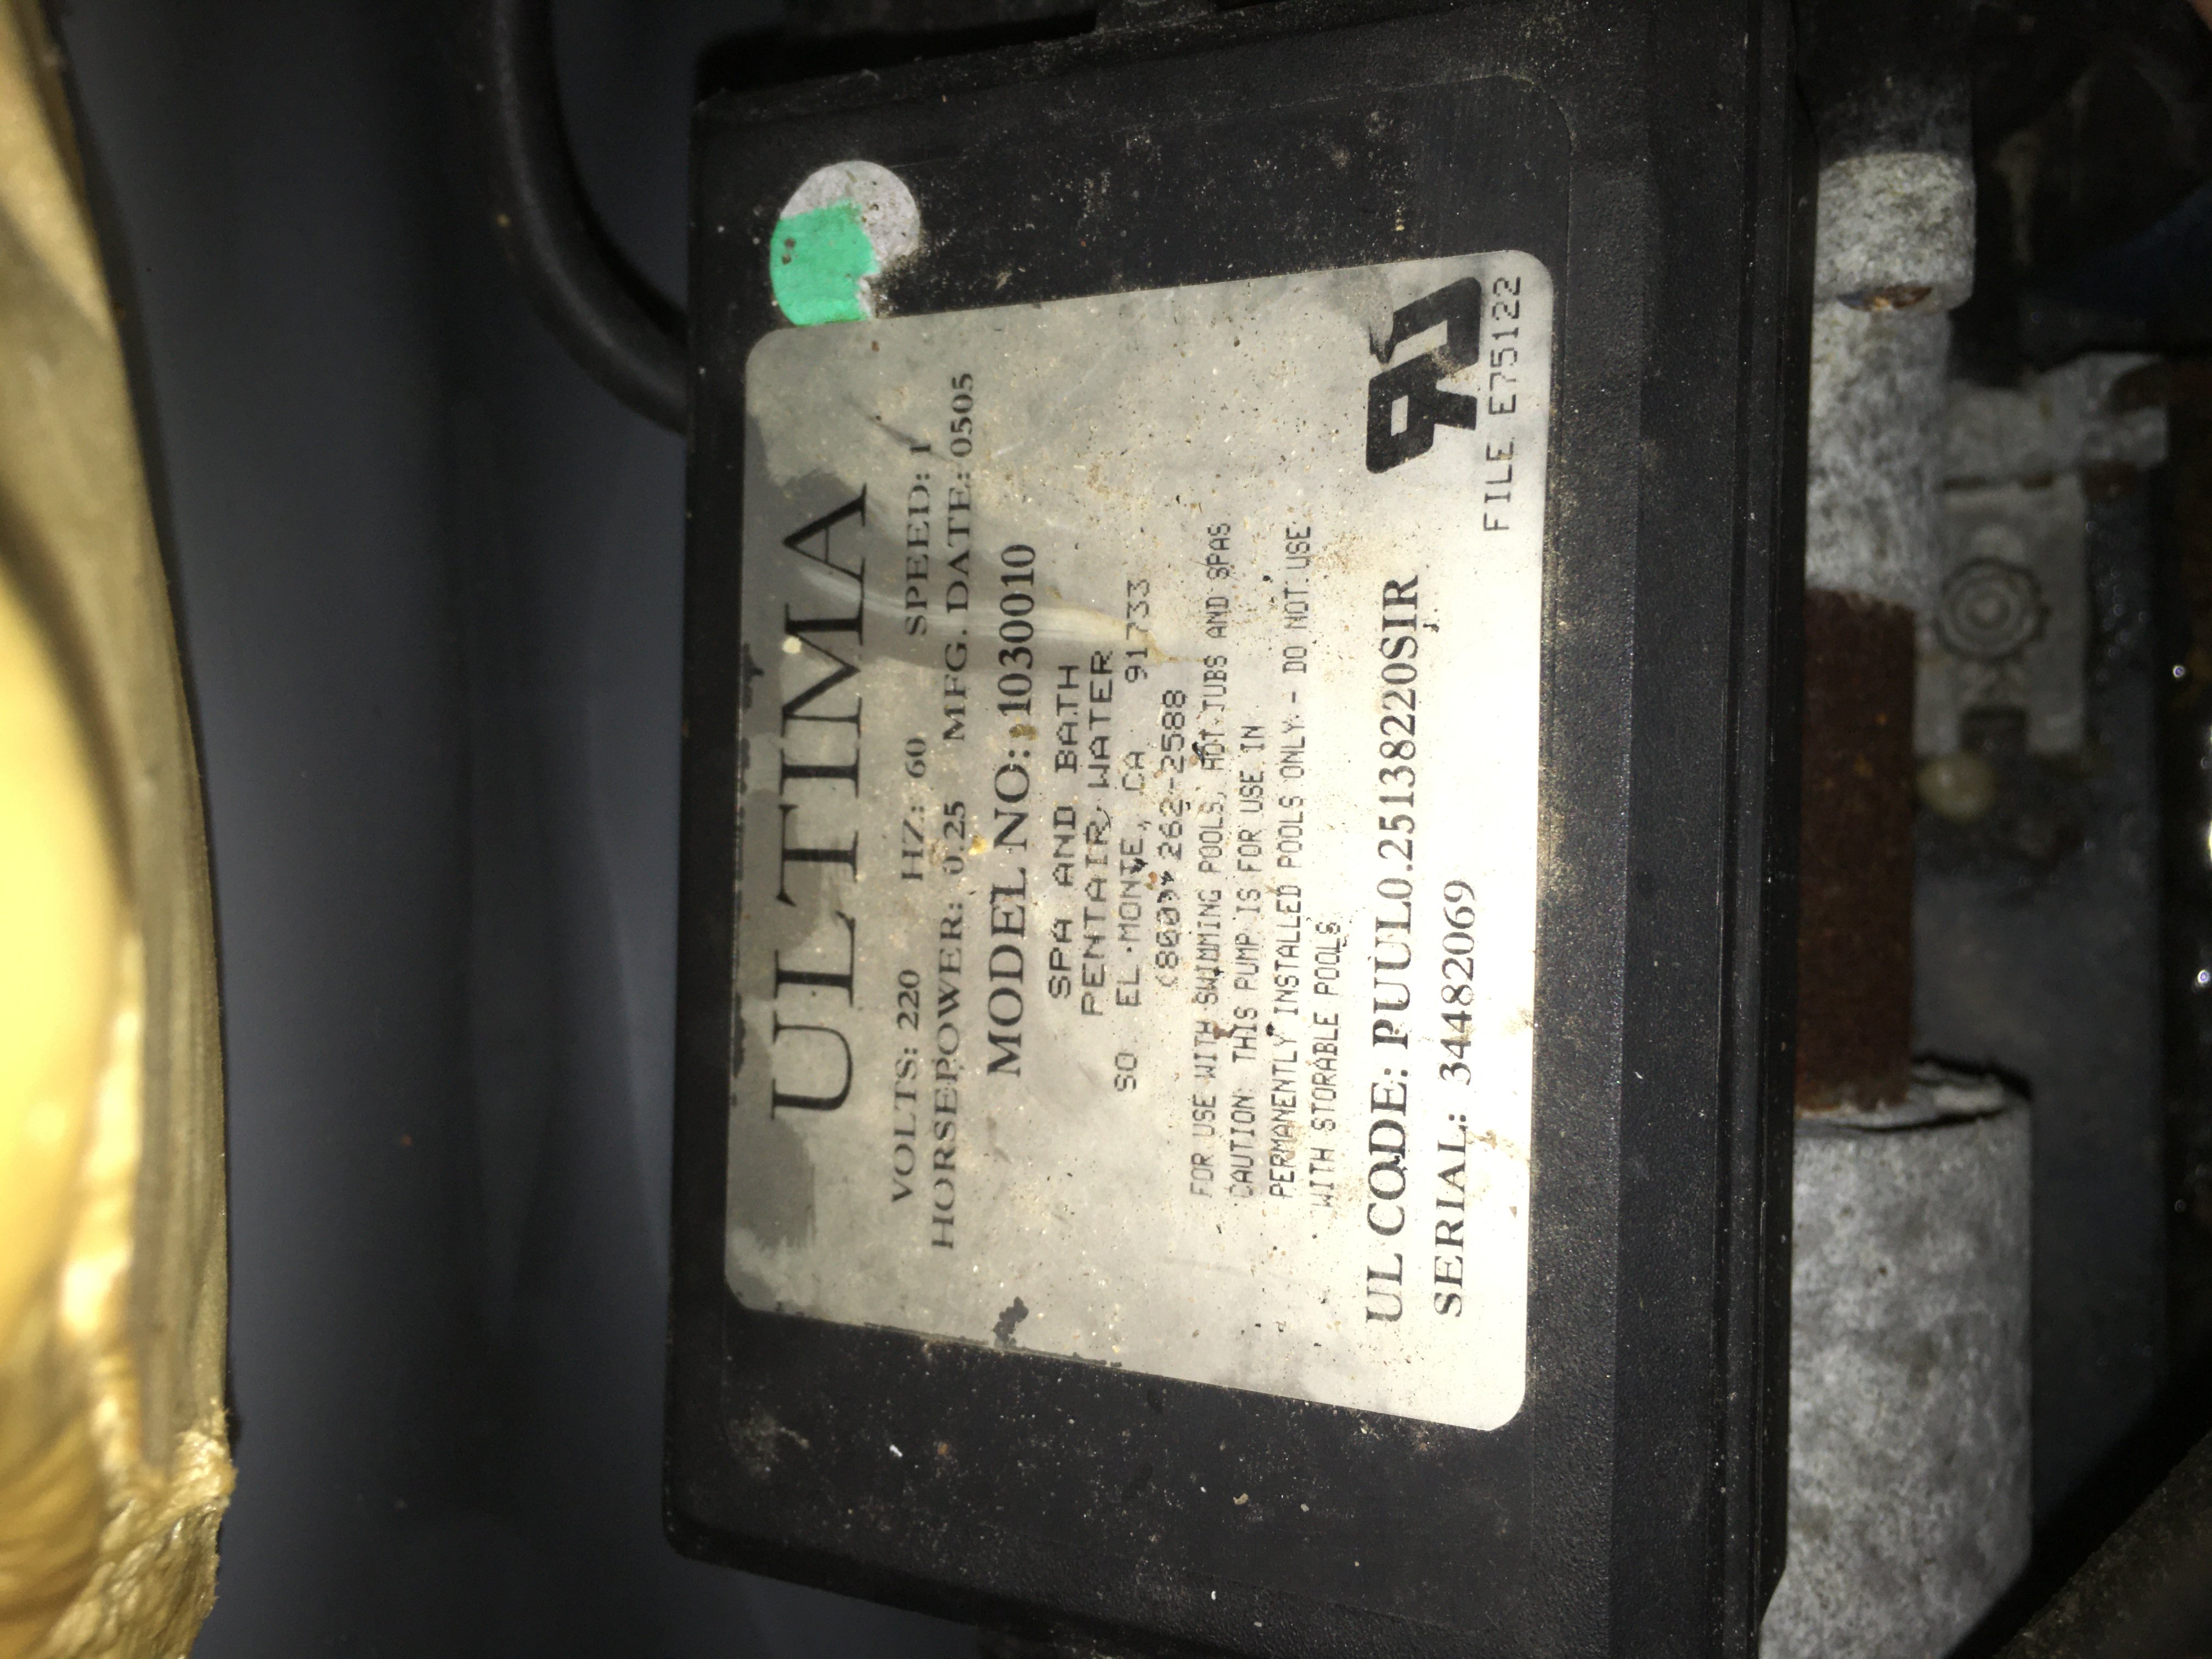 ULTIMA
VOLTS: 220 HZ: 60 SPEED: 1
HORSEPOWER: 0.25 MFG. DATE: 0505
MODEL NO: 10300010
SPA AND BATH
PENTAIR WATER
SO. EL MONTE, CA 91733
(800) 262-2588
FOR USE WITH SWIMMING POOLS, HOT TUBS AND SPAS
CAUTION: THIS PUMP IS FOR USE IN
PERMANENTLY INSTALLED POOLS ONLY - DO NOT USE
WITH STORABLE POOLS
UL CODE: PUUL0.25138220SIR
SERIAL: 34482069
FILE E75122